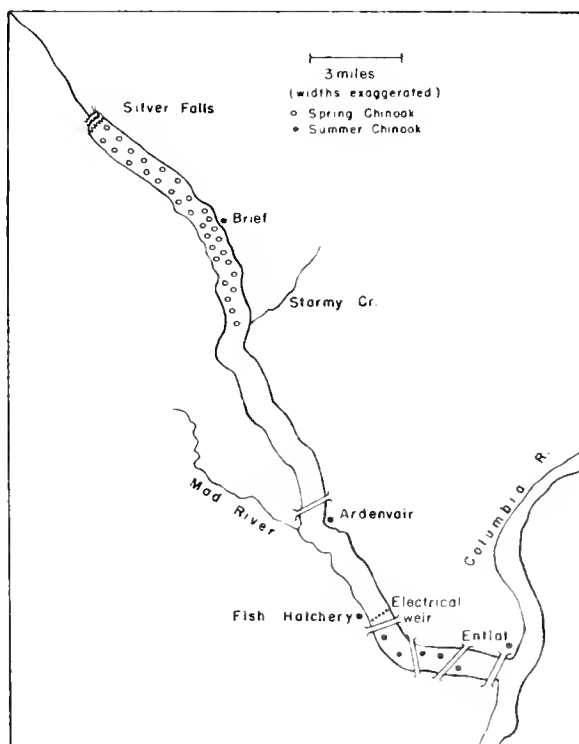 3 miles
(widths exaggerated)
Spring Chinook
Summer Chinook
Silver Falls
Brief
Stormy Cr.
Mad River
Ardenvair
Columbia R.
Fish Hatchery
Electrical
weir
Entiat